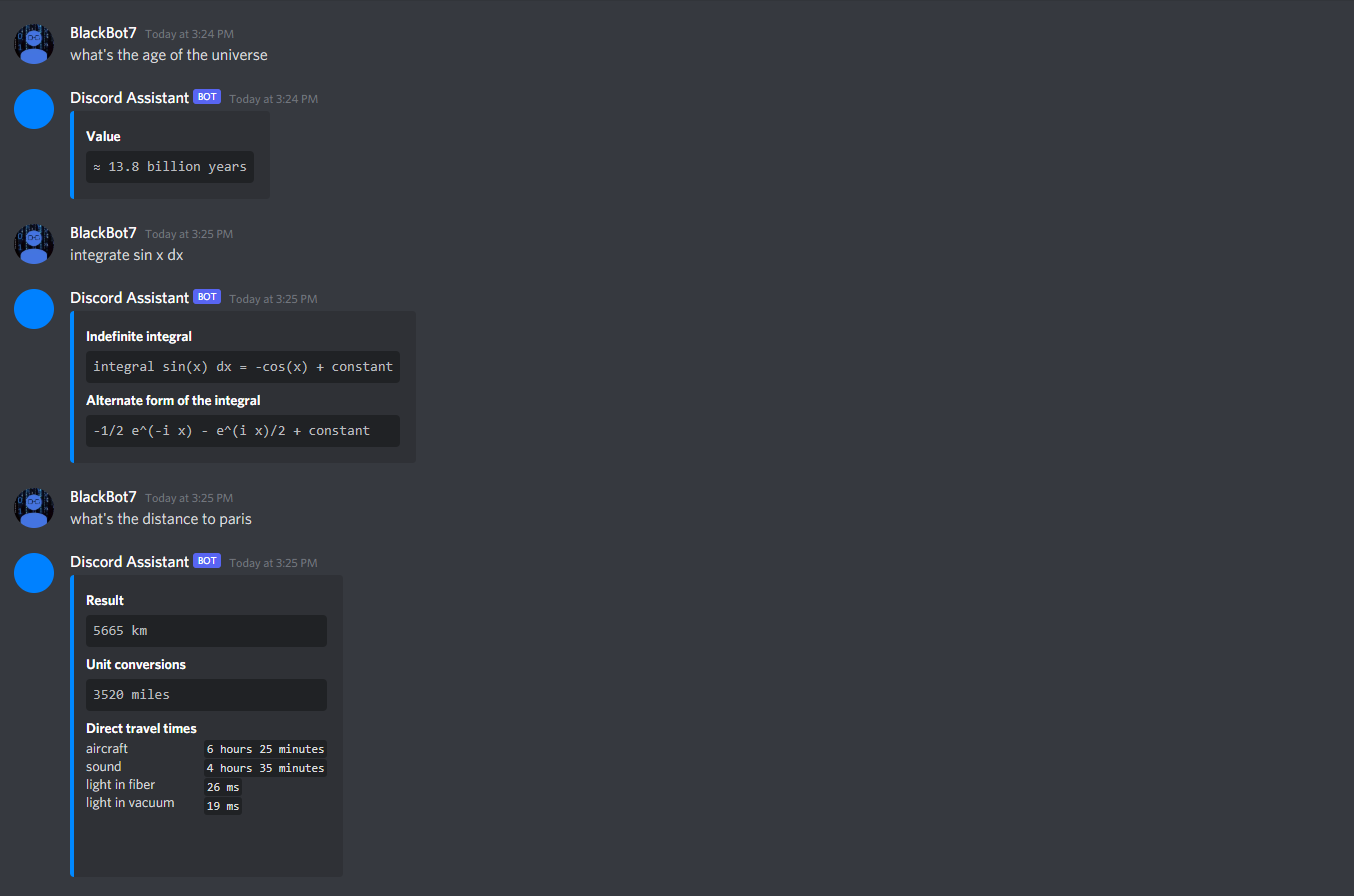 BlackBot7 Today at 3:24 PM
what's the age of the universe
Discord Assistant BOT Today at 3:24 PM
Value
≈ 13.8 billion years
BlackBot7 Today at 3:25 PM
integrate sin x dx
Discord Assistant BOT Today at 3:25 PM
Indefinite integral
integral sin(x) dx = -cos(x) + constant
Alternate form of the integral
-1/2 e^(-i x) - e^(i x)/2 + constant
BlackBot7 Today at 3:25 PM
what's the distance to paris
Discord Assistant BOT Today at 3:25 PM
Result
5665 km
Unit conversions
3520 miles
Direct travel times
aircraft 6 hours 25 minutes
sound 4 hours 35 minutes
light in fiber 26 ms
light in vacuum 19 ms